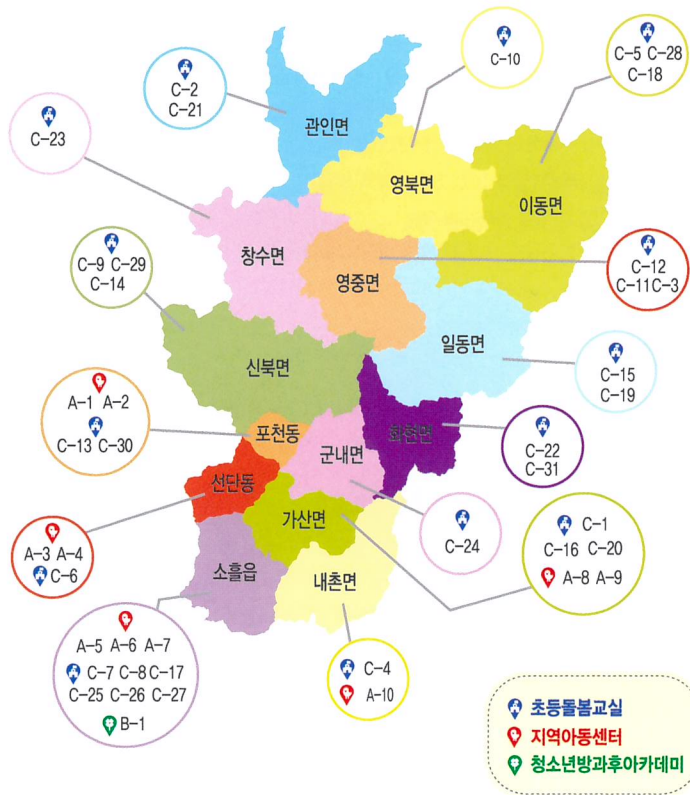 C-10
C-5 C-28
C-18
C-2
C-21
관인면
C-23
영북면
이동면
창수면
영중면
C-9 C-29
C-14
C-12
C-11 C-3
일동면
신북면
C-15
C-19
A-1 A-2
C-13 C-30
포천동
군내면
화현면
C-22
C-31
선단동
가산면
C-24
C-1
C-16 C-20
A-8 A-9
A-3 A-4
C-6
소흘읍
내촌면
A-5 A-6 A-7
C-7 C-8 C-17
C-25 C-26 C-27
B-1
C-4
A-10
초등돌봄교실
지역아동센터
청소년방과후아카데미